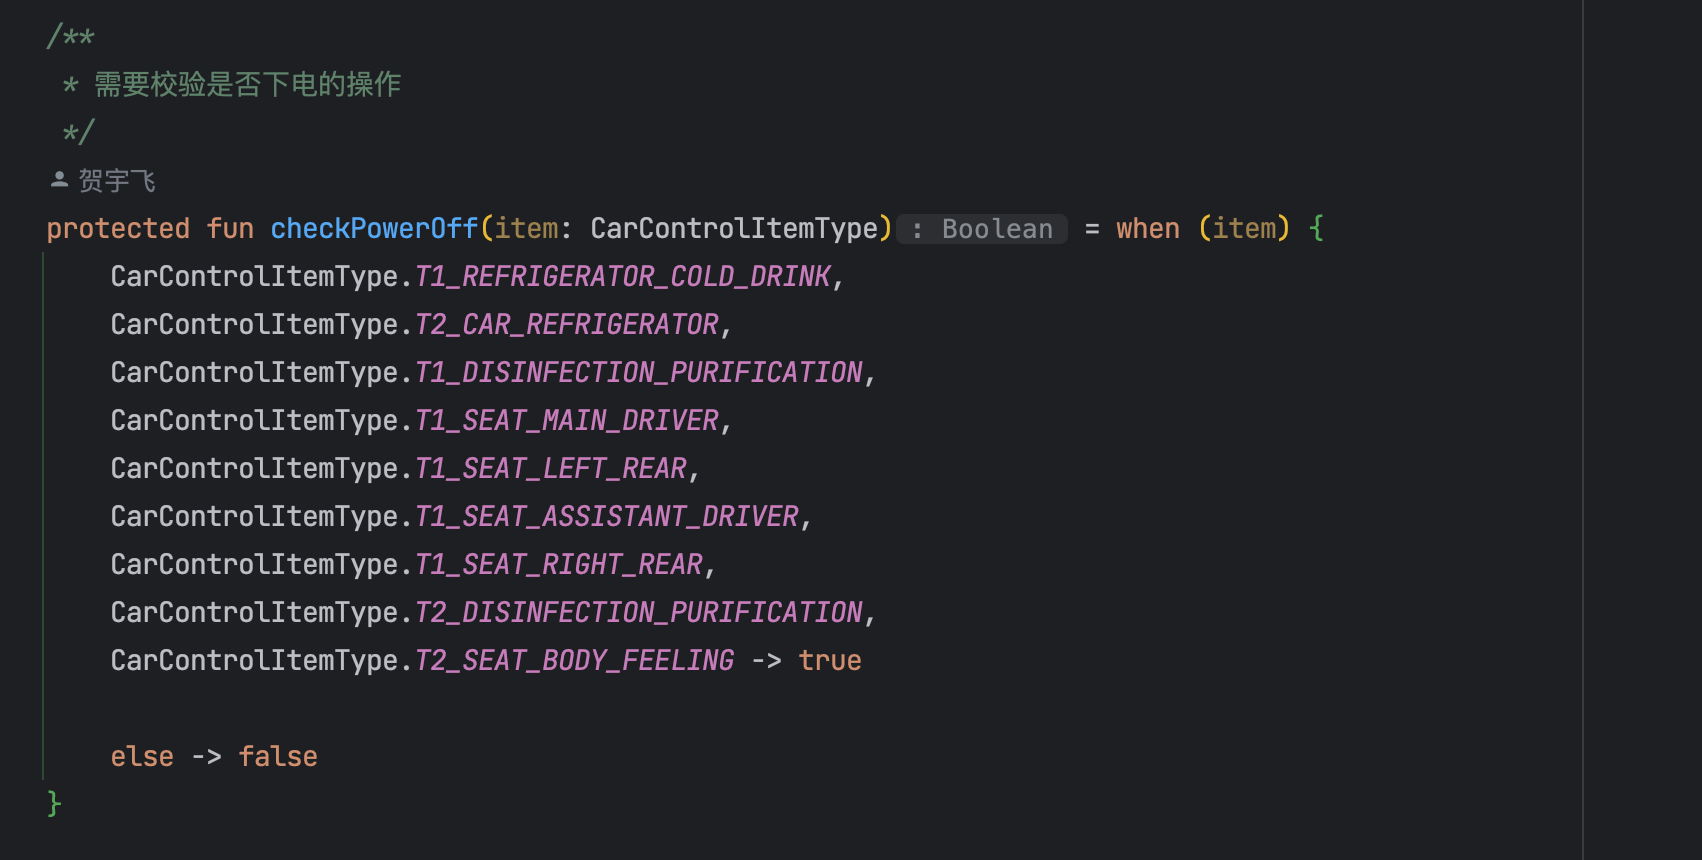 /**
 * 需要校验是否下电的操作
 */
贺宇飞
protected fun checkPowerOff(item: CarControlItemType) : Boolean = when (item) {
    CarControlItemType.T1_REFRIGERATOR_COLD_DRINK,
    CarControlItemType.T2_CAR_REFRIGERATOR,
    CarControlItemType.T1_DISINFECTION_PURIFICATION,
    CarControlItemType.T1_SEAT_MAIN_DRIVER,
    CarControlItemType.T1_SEAT_LEFT_REAR,
    CarControlItemType.T1_SEAT_ASSISTANT_DRIVER,
    CarControlItemType.T1_SEAT_RIGHT_REAR,
    CarControlItemType.T2_DISINFECTION_PURIFICATION,
    CarControlItemType.T2_SEAT_BODY_FEELING -> true
    else -> false
}